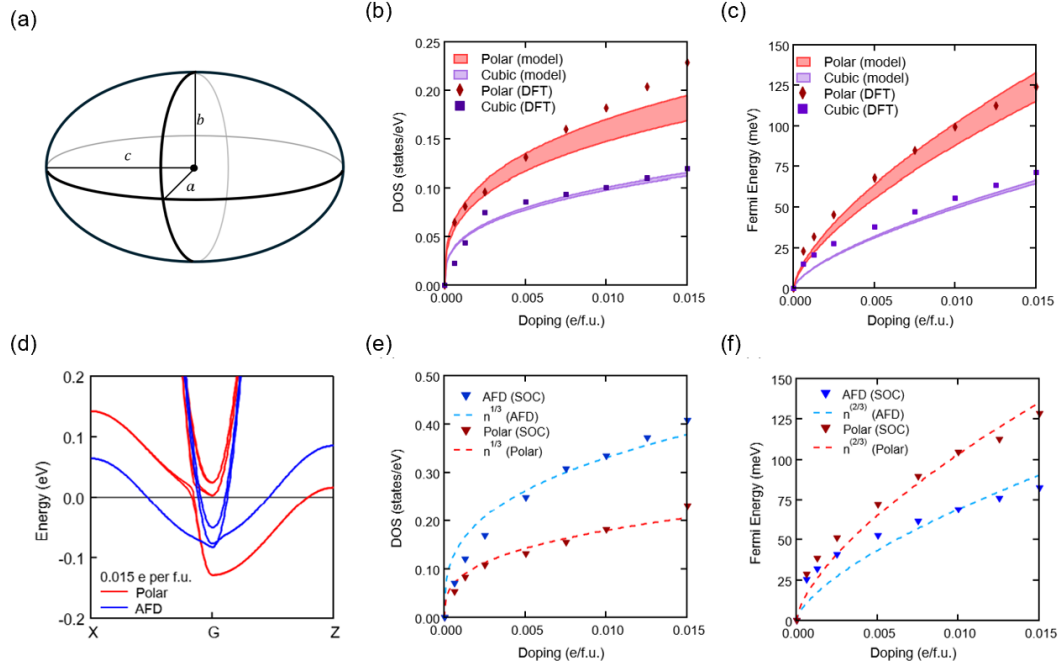 (a)
b
c
a
(b)
0.25
0.20
0.15
0.10
0.05
0.00
DOS (states/eV)
Polar (model)
Cubic (model)
Polar (DFT)
Cubic (DFT)
0.000 0.005 0.010 0.015
Doping (e/f.u.)
(c)
150
125
100
75
50
25
0
Fermi Energy (meV)
Polar (model)
Cubic (model)
Polar (DFT)
Cubic (DFT)
0.000 0.005 0.010 0.015
Doping (e/f.u.)
(d)
0.2
0.1
0.0
-0.1
-0.2
Energy (eV)
0.015 e per f.u.
Polar
AFD
X G Z
(e)
0.50
0.40
0.30
0.20
0.10
0.00
DOS (states/eV)
AFD (SOC)
n^1/3 (AFD)
Polar (SOC)
n^1/3 (Polar)
0.000 0.005 0.010 0.015
Doping (e/f.u.)
(f)
150
125
100
75
50
25
0
Fermi Energy (meV)
AFD (SOC)
n^(2/3) (AFD)
Polar (SOC)
n^(2/3) (Polar)
0.000 0.005 0.010 0.015
Doping (e/f.u.)